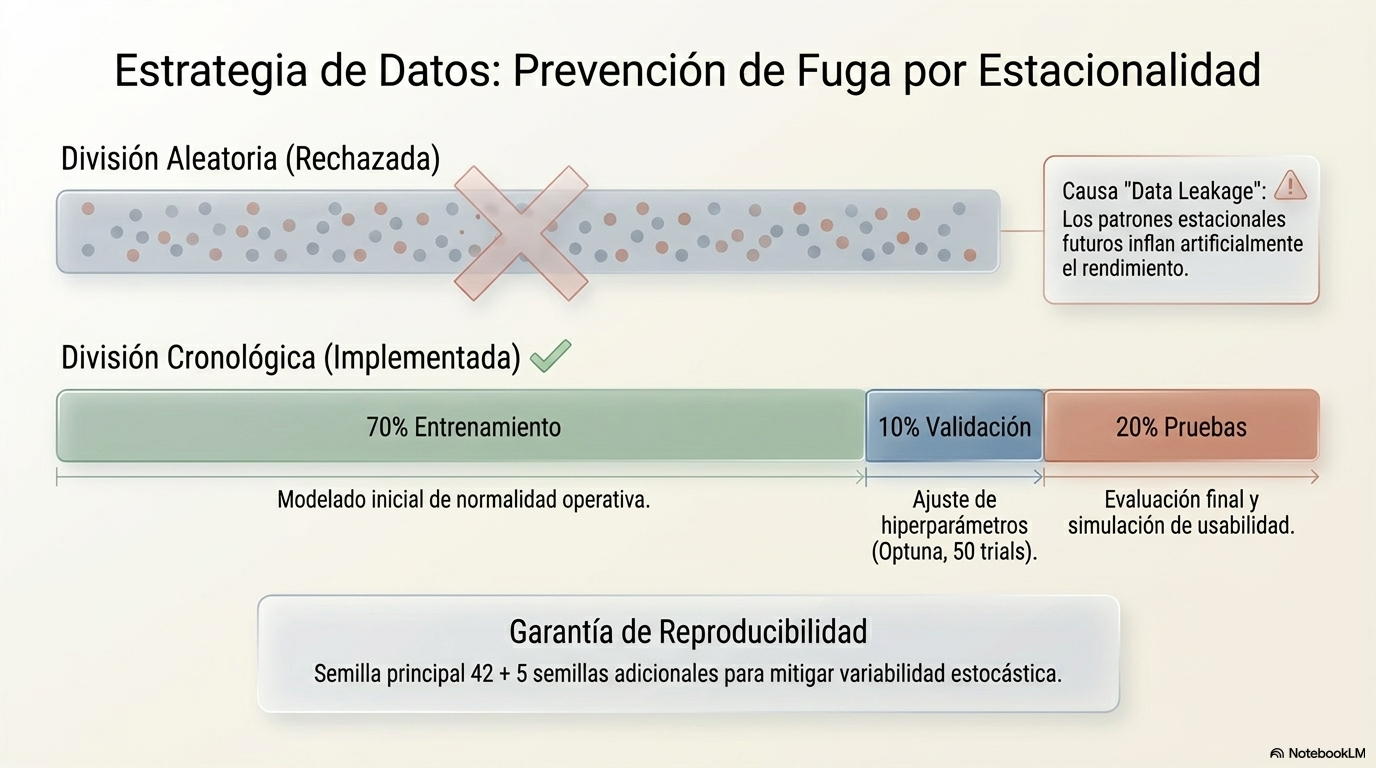 Estrategia de Datos: Prevención de Fuga por Estacionalidad
División Aleatoria (Rechazada)
Causa "Data Leakage":
Los patrones estacionales
futuros inflan artificialmente
el rendimiento.
División Cronológica (Implementada)
70% Entrenamiento
10% Validación
20% Pruebas
Modelado inicial de normalidad operativa.
Ajuste de
hiperparámetros
(Optuna, 50 trials).
Evaluación final y
simulación de usabilidad.
Garantía de Reproducibilidad
Semilla principal 42 + 5 semillas adicionales para mitigar variabilidad estocástica.
NotebookLM